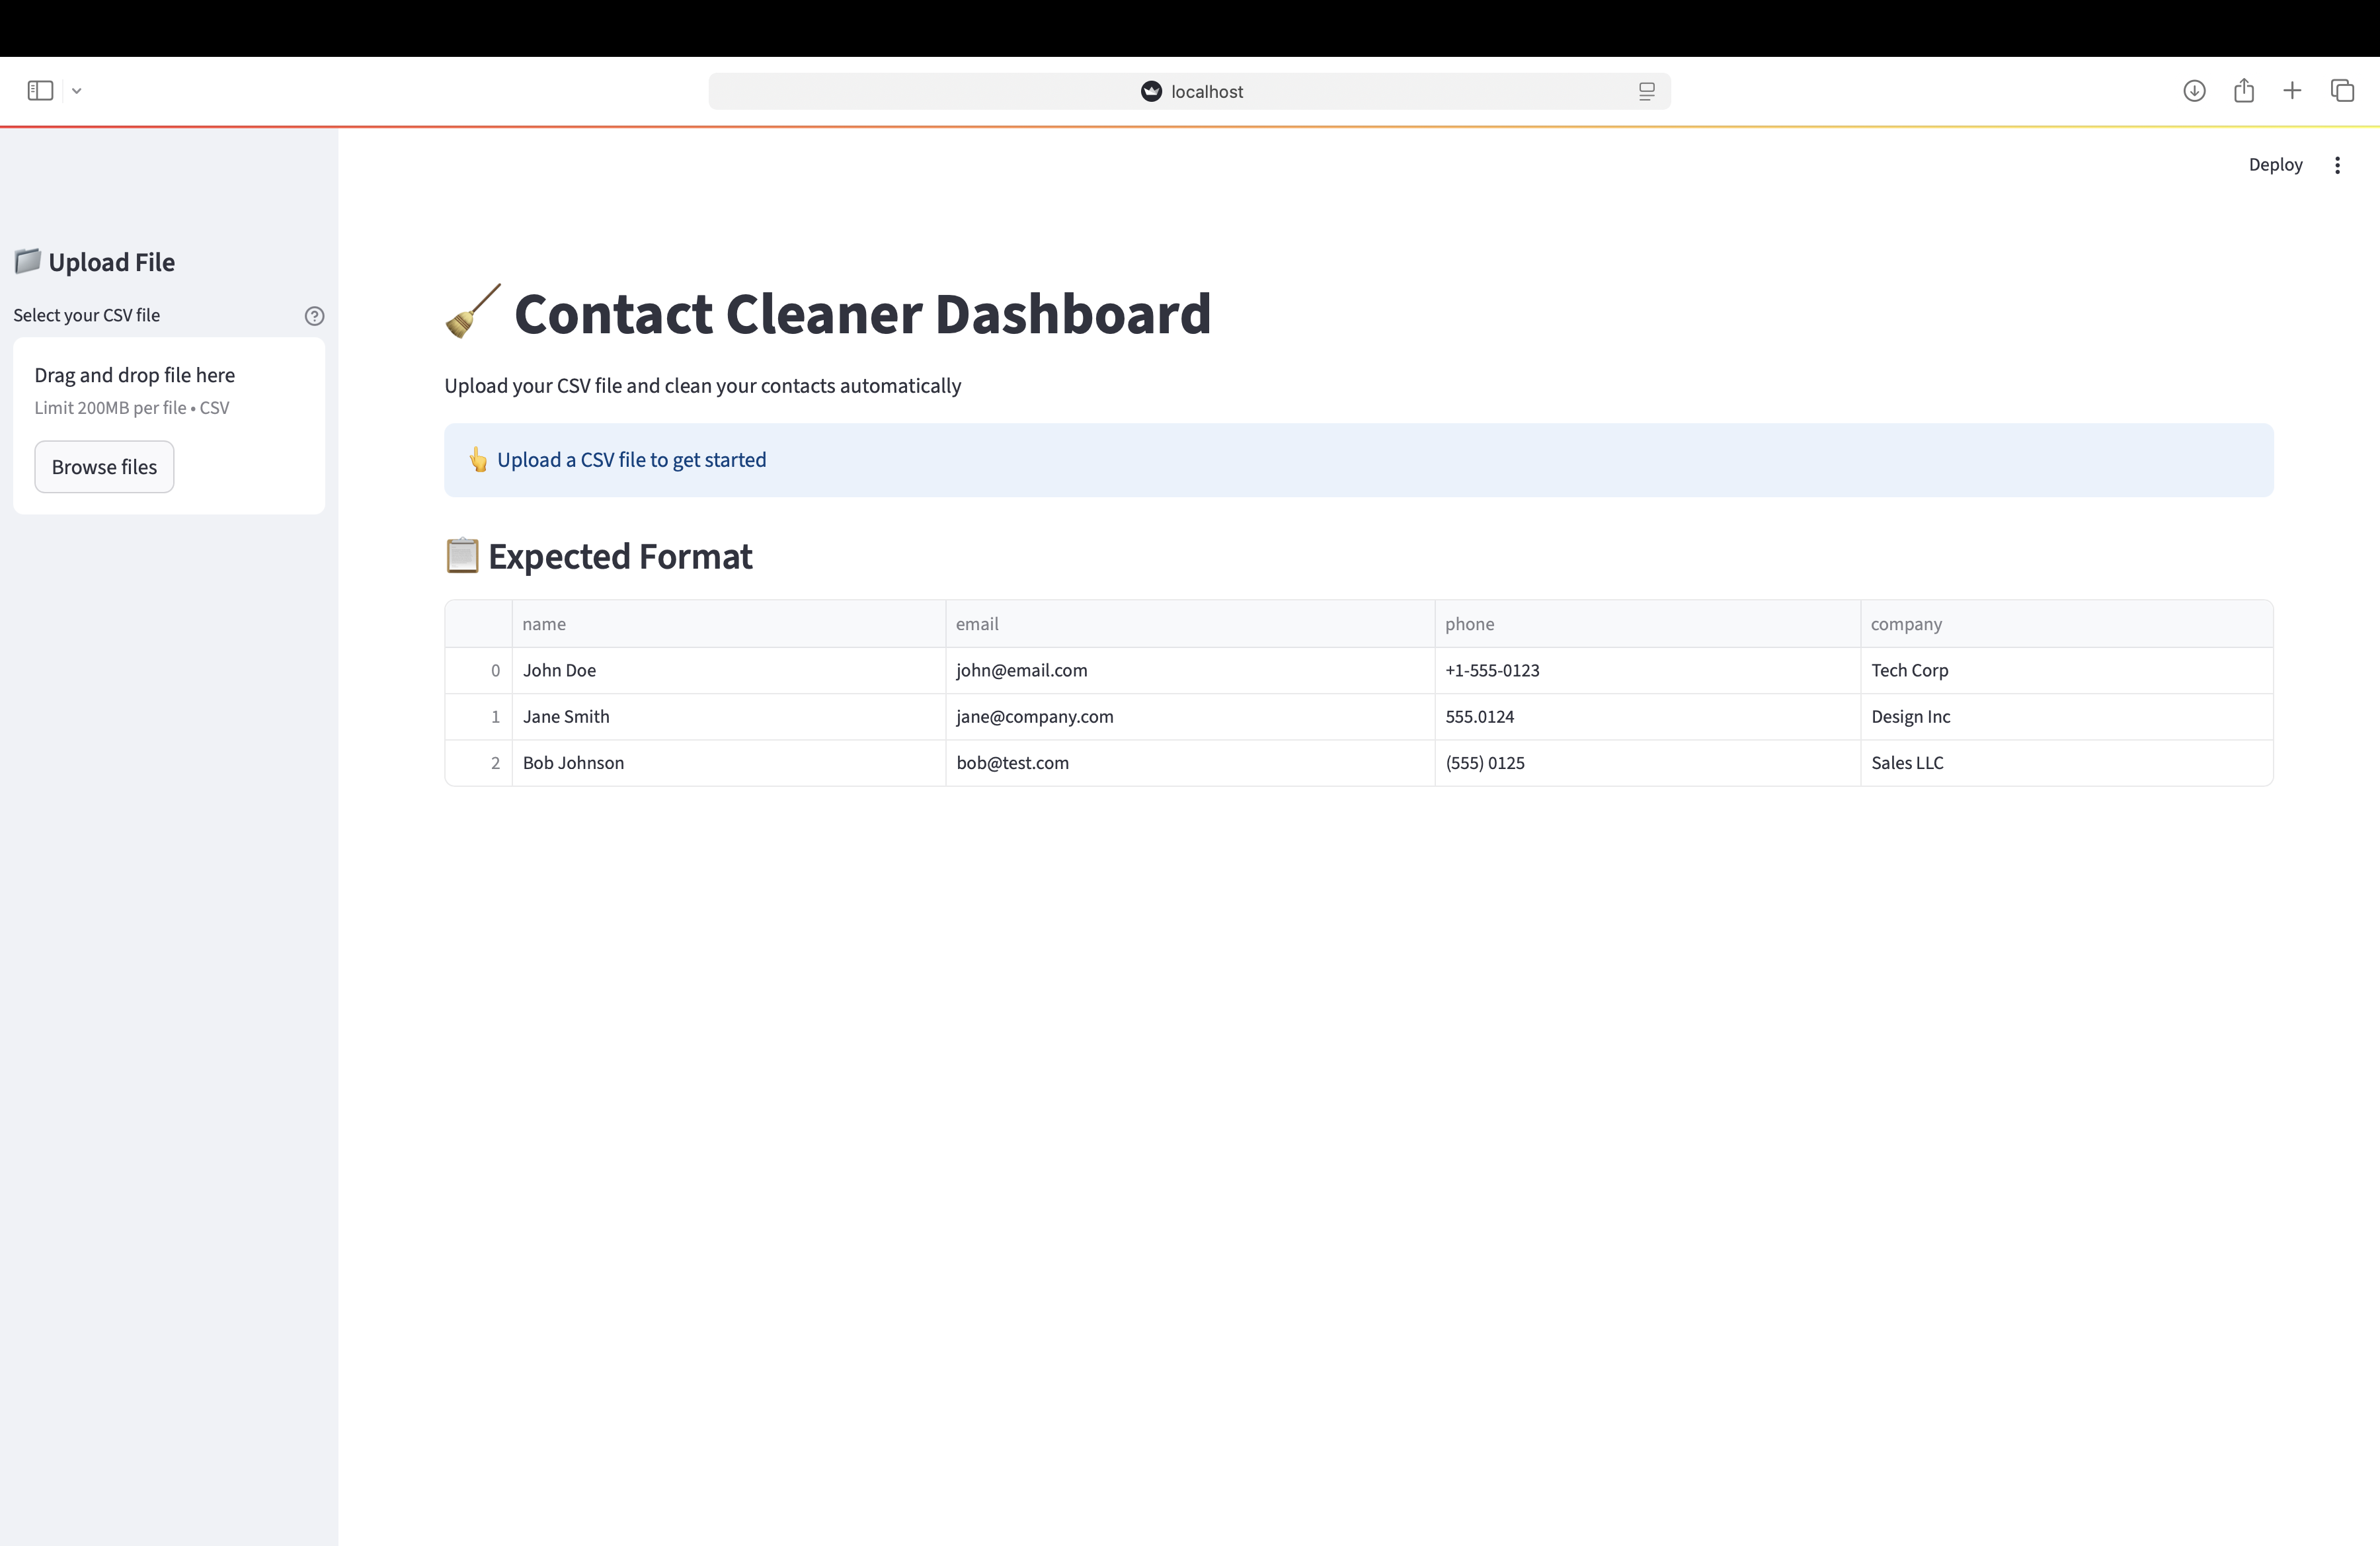 localhost
Deploy
Upload File
Select your CSV file
Drag and drop file here
Limit 200MB per file • CSV
Browse files
Contact Cleaner Dashboard
Upload your CSV file and clean your contacts automatically
👆 Upload a CSV file to get started
Expected Format
name email phone company
0 John Doe john@email.com +1-555-0123 Tech Corp
1 Jane Smith jane@company.com 555.0124 Design Inc
2 Bob Johnson bob@test.com (555) 0125 Sales LLC